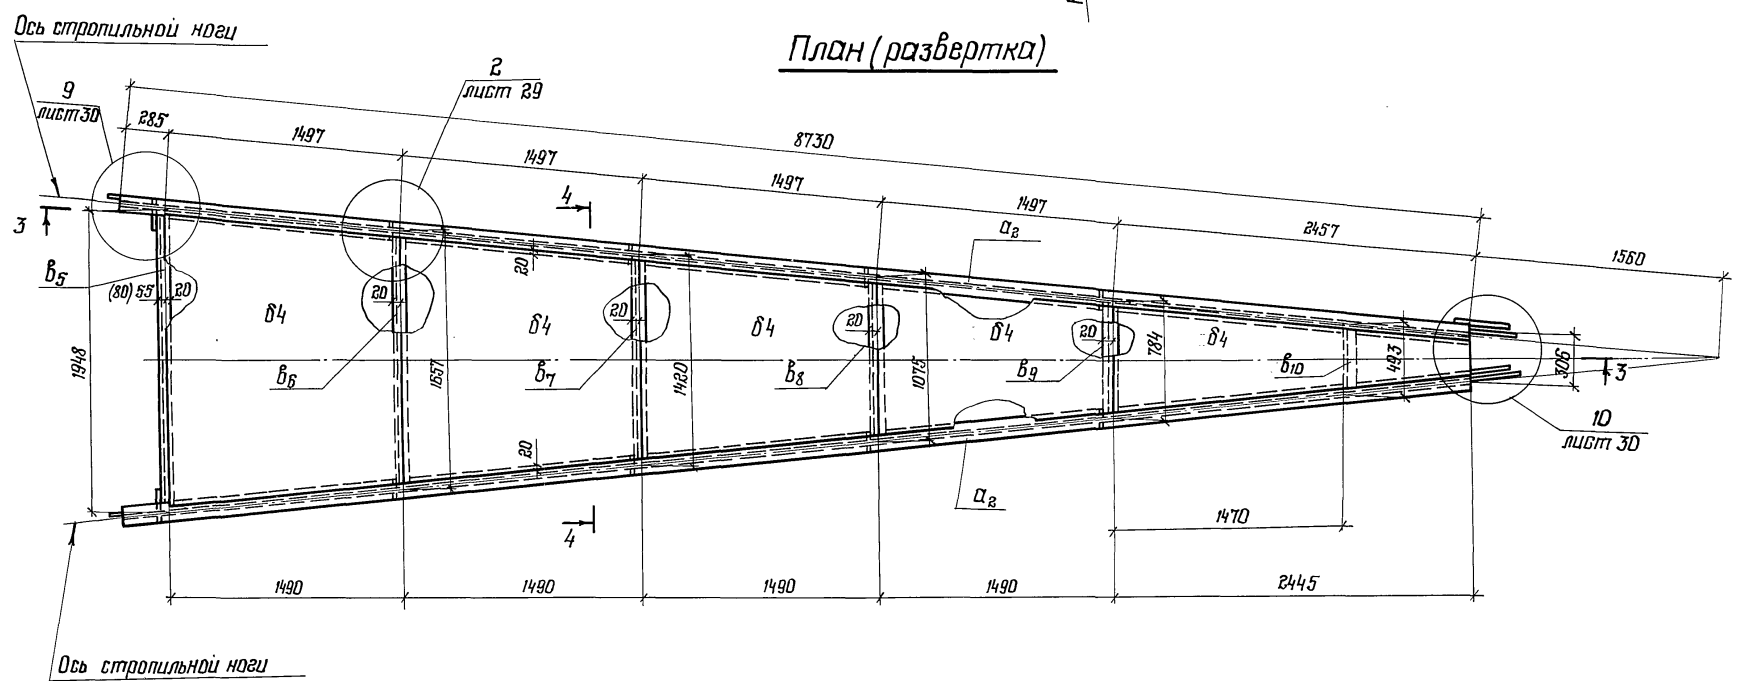 Ось стропильной ноги
План (развертка)
2
лист 29
9
лист 30
285
1497
1497
1497
1497
8730
2457
1560
4
3
а₂
в₅
(80) 55
20
20
20
20
20
20
б4
б4
б4
б4
б4
1948
1657
1420
1075
784
493
306
в₆
в₇
в₈
в₉
в₁₀
3
10
лист 30
20
4
а₂
1470
1490
1490
1490
1490
2445
Ось стропильной ноги